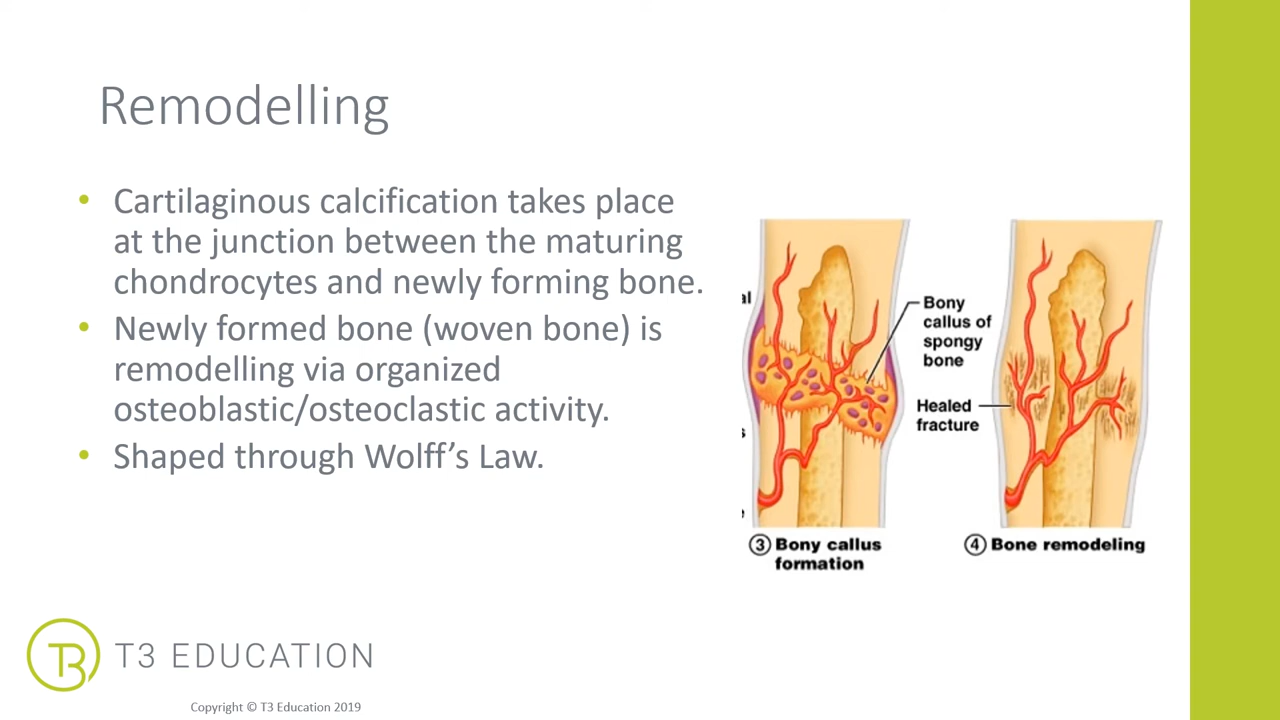 Remodelling
• Cartilaginous calcification takes place
at the junction between the maturing
chondrocytes and newly forming bone.
• Newly formed bone (woven bone) is
remodelling via organized
osteoblastic/osteoclastic activity.
• Shaped through Wolff’s Law.
al
s
Bony
callus of
spongy
bone
Healed
fracture
③ Bony callus
formation
④ Bone remodeling
T3 EDUCATION
Copyright © T3 Education 2019